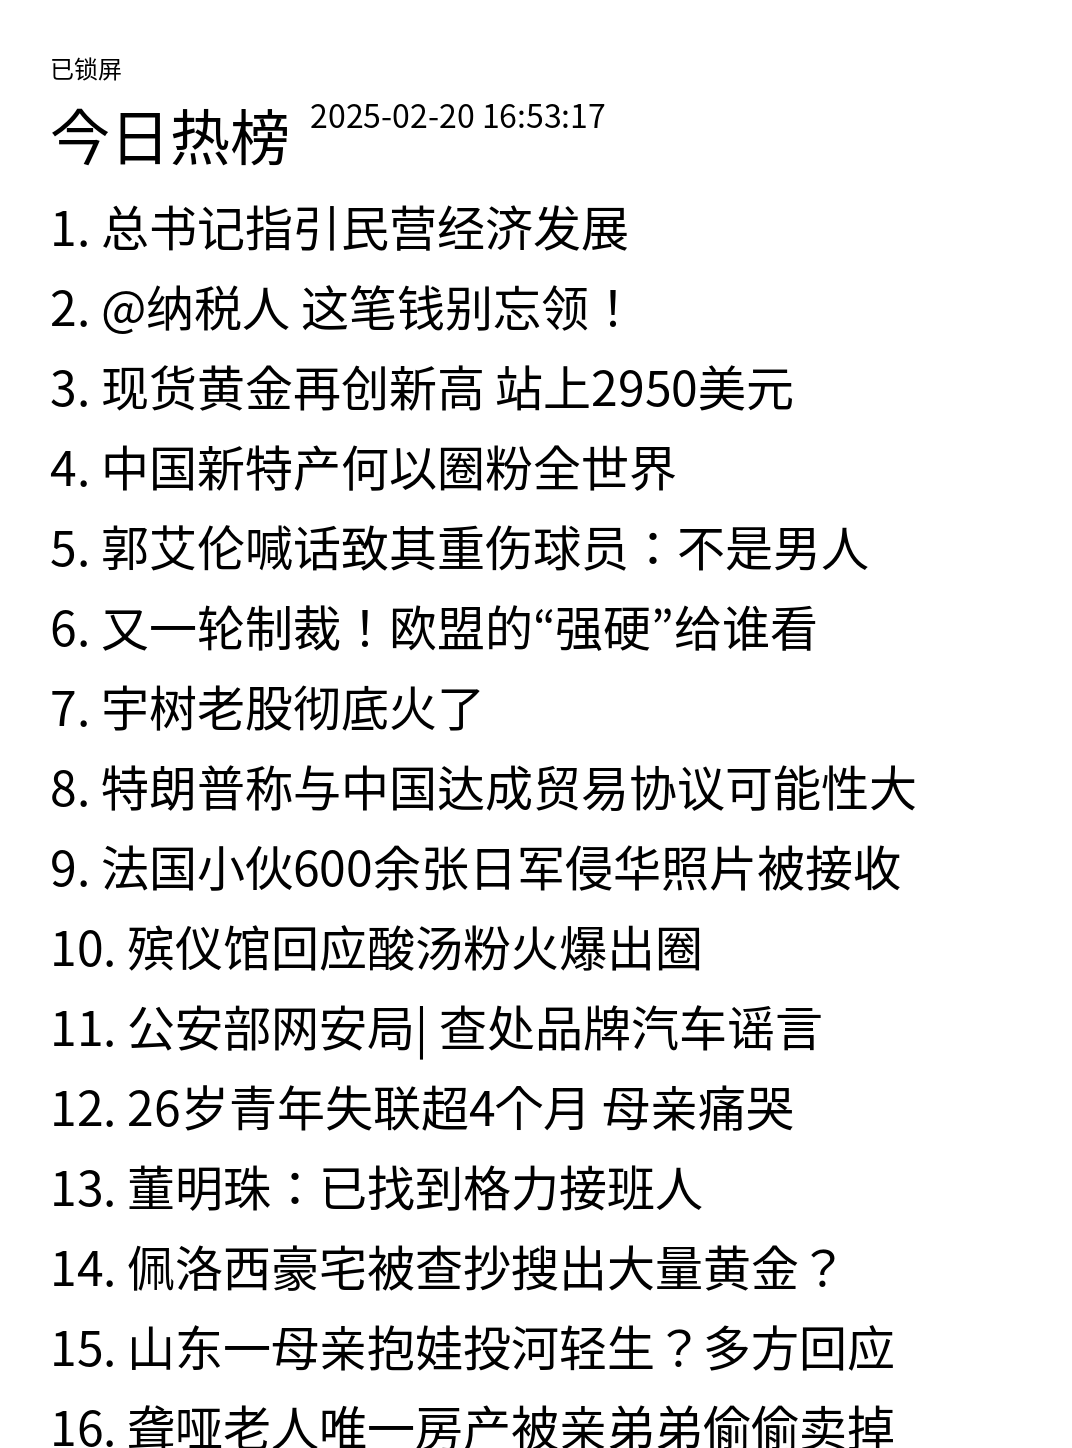 已锁屏
今日热榜 2025-02-20 16:53:17
1. 总书记指引民营经济发展
2. @纳税人 这笔钱别忘领！
3. 现货黄金再创新高 站上2950美元
4. 中国新特产何以圈粉全世界
5. 郭艾伦喊话致其重伤球员：不是男人
6. 又一轮制裁！欧盟的“强硬”给谁看
7. 宇树老股彻底火了
8. 特朗普称与中国达成贸易协议可能性大
9. 法国小伙600余张日军侵华照片被接收
10. 殡仪馆回应酸汤粉火爆出圈
11. 公安部网安局| 查处品牌汽车谣言
12. 26岁青年失联超4个月 母亲痛哭
13. 董明珠：已找到格力接班人
14. 佩洛西豪宅被查抄搜出大量黄金？
15. 山东一母亲抱娃投河轻生？多方回应
16. 聋哑老人唯一房产被亲弟弟偷偷卖掉